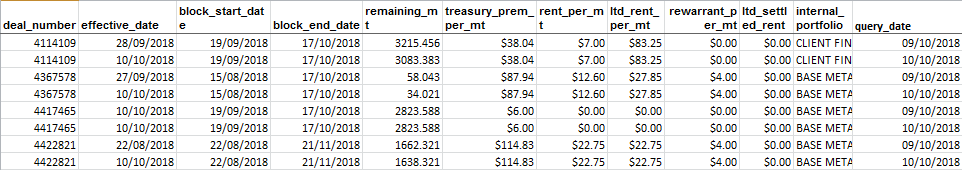 deal_number effective_date block_start_date block_end_date remaining_mt treasury_prem_per_mt rent_per_mt ltd_rent_per_mt rewarrant_per_mt ltd_settled_rent internal_portfolio query_date
4114109 28/09/2018 19/09/2018 17/10/2018 3215.456 $38.04 $7.00 $83.25 $0.00 $0.00 CLIENT FIN 09/10/2018
4114109 10/10/2018 19/09/2018 17/10/2018 3083.383 $38.04 $7.00 $83.25 $0.00 $0.00 CLIENT FIN 10/10/2018
4367578 27/09/2018 15/08/2018 17/10/2018 58.043 $87.94 $12.60 $27.85 $4.00 $0.00 BASE META 09/10/2018
4367578 10/10/2018 15/08/2018 17/10/2018 34.021 $87.94 $12.60 $27.85 $4.00 $0.00 BASE META 10/10/2018
4417465 10/10/2018 19/09/2018 17/10/2018 2823.588 $6.00 $0.00 $0.00 $0.00 $0.00 BASE META 09/10/2018
4417465 10/10/2018 19/09/2018 17/10/2018 2823.588 $6.00 $0.00 $0.00 $0.00 $0.00 BASE META 10/10/2018
4422821 22/08/2018 22/08/2018 21/11/2018 1662.321 $114.83 $22.75 $22.75 $4.00 $0.00 BASE META 09/10/2018
4422821 10/10/2018 22/08/2018 21/11/2018 1638.321 $114.83 $22.75 $22.75 $4.00 $0.00 BASE META 10/10/2018